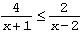 4/(x+1) ≤ 2/(x−2)